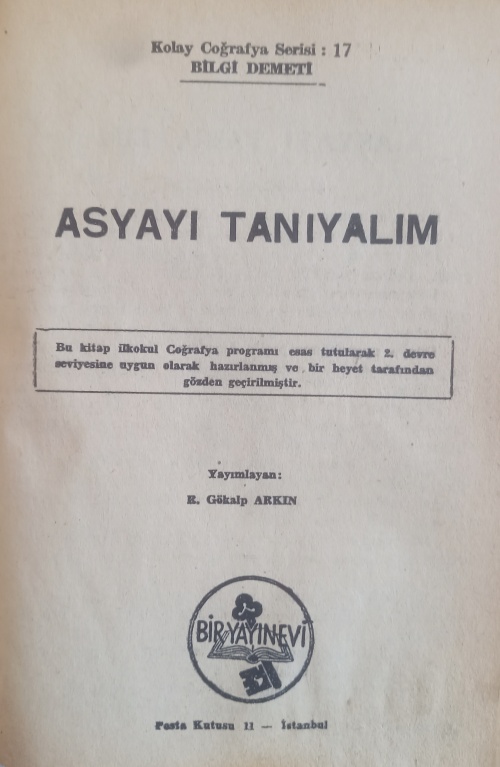 Kolay Coğrafya Serisi : 17
BİLGİ DEMETİ
ASYAYI TANIYALIM
Bu kitap ilkokul Coğrafya programı esas tutularak 2. devre
seviyesine uygun olarak hazırlanmış ve bir heyet tarafından
gözden geçirilmiştir.
Yayımlayan:
R. Gökalp ARKIN
BİR YAYINEVİ
Posta Kutusu 11 — İstanbul